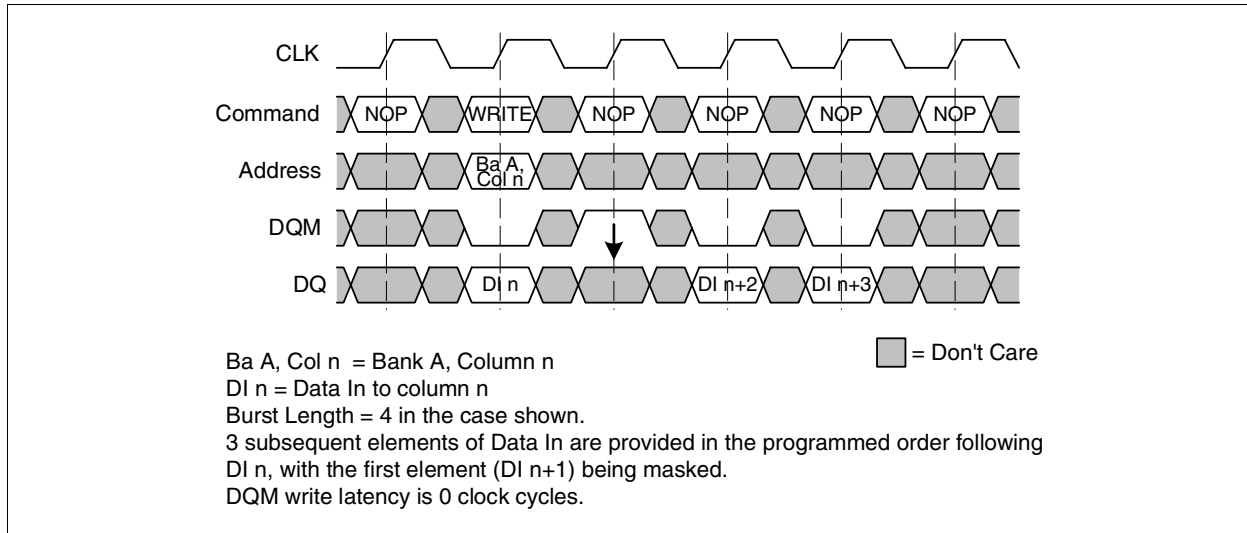 CLK
Command NOP WRITE NOP NOP NOP NOP
Address Ba A,
Col n
DQM
DQ DI n DI n+2 DI n+3
Ba A, Col n = Bank A, Column n
= Don't Care
DI n = Data In to column n
Burst Length = 4 in the case shown.
3 subsequent elements of Data In are provided in the programmed order following
DI n, with the first element (DI n+1) being masked.
DQM write latency is 0 clock cycles.